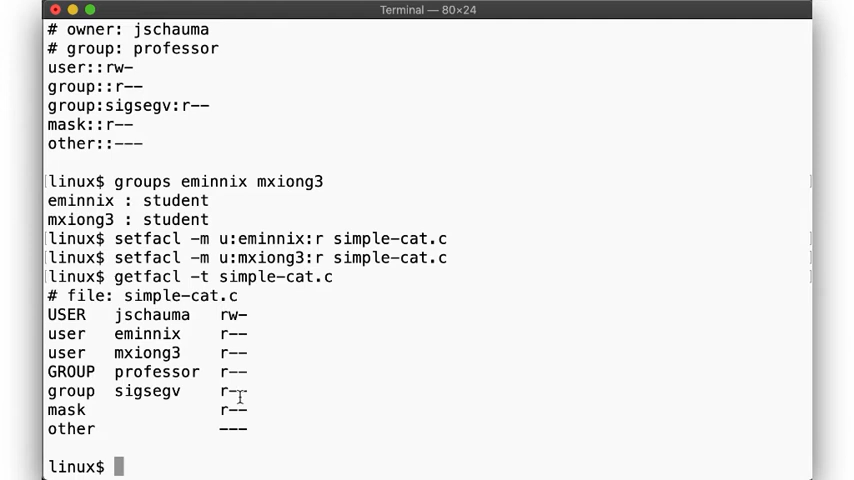 Terminal — 80×24
# owner: jschauma
# group: professor
user::rw-
group::r--
group:sigsegv:r--
mask::r--
other::---
linux$ groups eminnix mxiong3
eminnix : student
mxiong3 : student
linux$ setfacl -m u:eminnix:r simple-cat.c
linux$ setfacl -m u:mxiong3:r simple-cat.c
linux$ getfacl -t simple-cat.c
# file: simple-cat.c
USER   jschauma   rw-
user   eminnix    r--
user   mxiong3    r--
GROUP  professor  r--
group  sigsegv    r--
mask              r--
other             ---
linux$